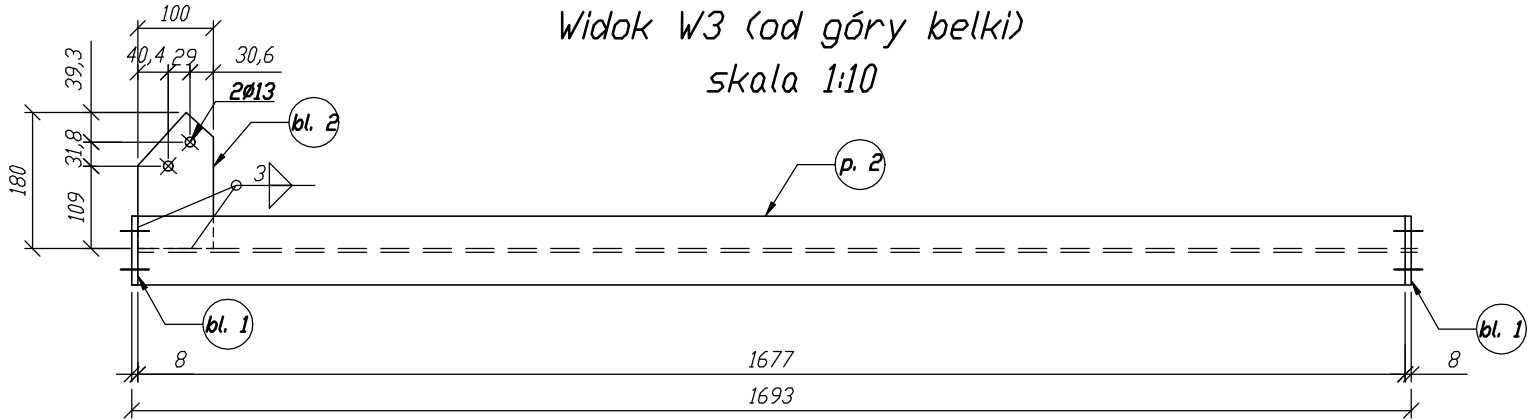 Widok W3 (od góry belki)
skala 1:10
100
40,4 29 30,6
39,3
2ø13
bl. 2
31,8
180
109
3
p. 2
bl. 1
bl. 1
8
1677
8
1693